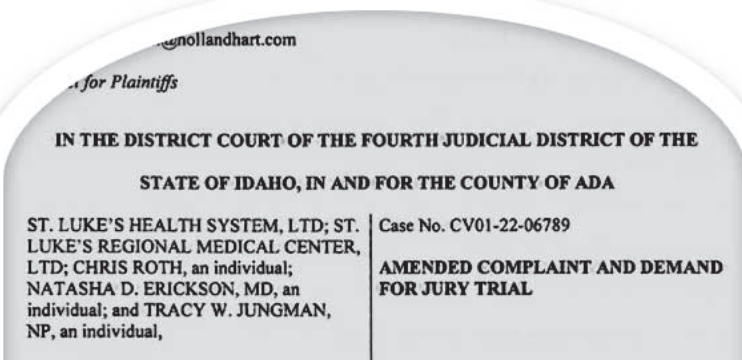 @hollandhart.com
for Plaintiffs
IN THE DISTRICT COURT OF THE FOURTH JUDICIAL DISTRICT OF THE
STATE OF IDAHO, IN AND FOR THE COUNTY OF ADA
ST. LUKE'S HEALTH SYSTEM, LTD; ST.
LUKE'S REGIONAL MEDICAL CENTER,
LTD; CHRIS ROTH, an individual;
NATASHA D. ERICKSON, MD, an
individual; and TRACY W. JUNGMAN,
NP, an individual,
Case No. CV01-22-06789
AMENDED COMPLAINT AND DEMAND
FOR JURY TRIAL